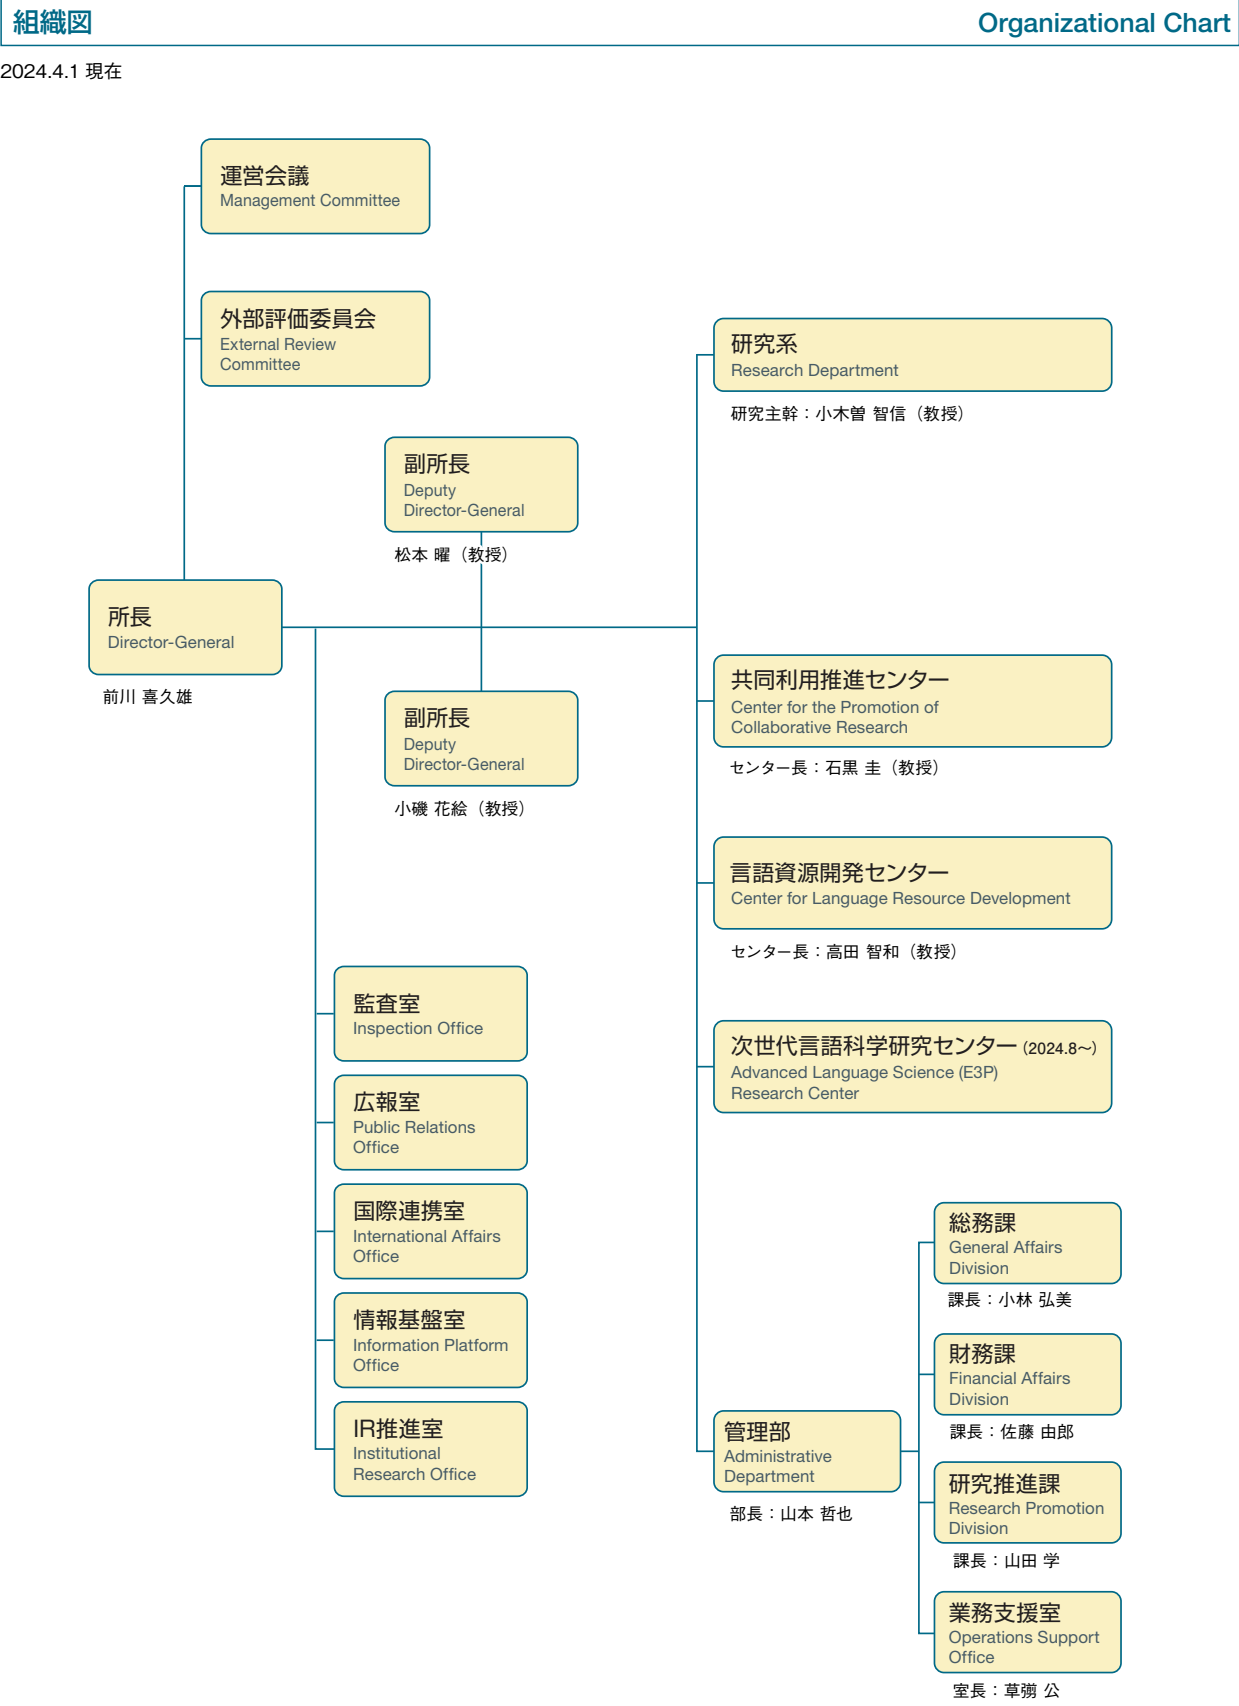 組織図
Organizational Chart
2024.4.1 現在
運営会議
Management Committee
外部評価委員会
External Review
Committee
副所長
Deputy
Director-General
松本 曜（教授）
所長
Director-General
前川 喜久雄
副所長
Deputy
Director-General
小磯 花絵（教授）
監査室
Inspection Office
広報室
Public Relations
Office
国際連携室
International Affairs
Office
情報基盤室
Information Platform
Office
IR推進室
Institutional
Research Office
研究系
Research Department
研究主幹：小木曽 智信（教授）
共同利用推進センター
Center for the Promotion of
Collaborative Research
センター長：石黒 圭（教授）
言語資源開発センター
Center for Language Resource Development
センター長：高田 智和（教授）
次世代言語科学研究センター (2024.8〜)
Advanced Language Science (E3P)
Research Center
管理部
Administrative
Department
部長：山本 哲也
総務課
General Affairs
Division
課長：小林 弘美
財務課
Financial Affairs
Division
課長：佐藤 由郎
研究推進課
Research Promotion
Division
課長：山田 学
業務支援室
Operations Support
Office
室長：草彅 公